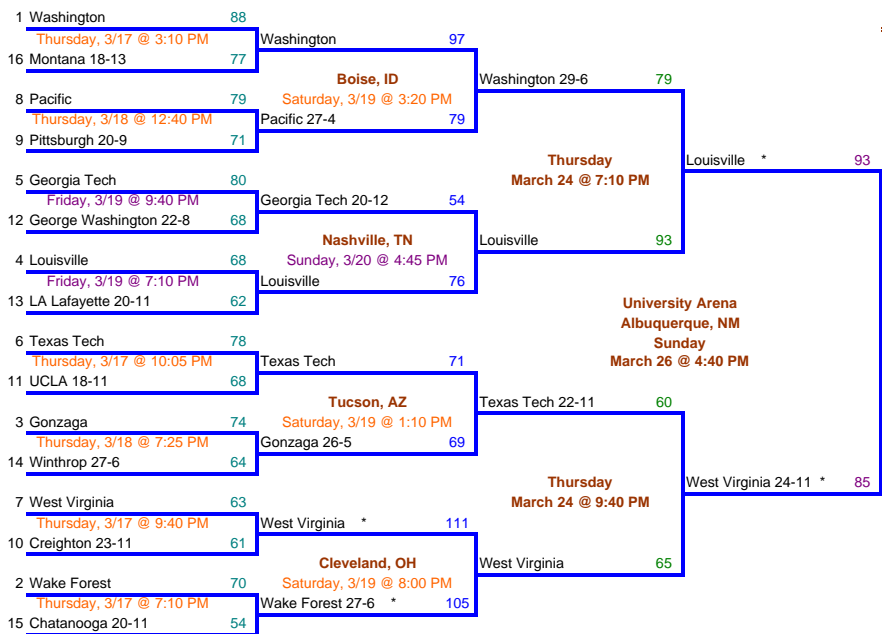 1 Washington 88
Thursday, 3/17 @ 3:10 PM
16 Montana 18-13 77
8 Pacific 79
Thursday, 3/18 @ 12:40 PM
9 Pittsburgh 20-9 71
5 Georgia Tech 80
Friday, 3/19 @ 9:40 PM
12 George Washington 22-8 68
4 Louisville 68
Friday, 3/19 @ 7:10 PM
13 LA Lafayette 20-11 62
6 Texas Tech 78
Thursday, 3/17 @ 10:05 PM
11 UCLA 18-11 68
3 Gonzaga 74
Thursday, 3/18 @ 7:25 PM
14 Winthrop 27-6 64
7 West Virginia 63
Thursday, 3/17 @ 9:40 PM
10 Creighton 23-11 61
2 Wake Forest 70
Thursday, 3/17 @ 7:10 PM
15 Chatanooga 20-11 54
Washington 97
Boise, ID
Saturday, 3/19 @ 3:20 PM
Pacific 27-4 79
Georgia Tech 20-12 54
Nashville, TN
Sunday, 3/20 @ 4:45 PM
Louisville 76
Texas Tech 71
Tucson, AZ
Saturday, 3/19 @ 1:10 PM
Gonzaga 26-5 69
West Virginia * 111
Cleveland, OH
Saturday, 3/19 @ 8:00 PM
Wake Forest 27-6 * 105
Washington 29-6 79
Thursday
March 24 @ 7:10 PM
Louisville 93
Texas Tech 22-11 60
Thursday
March 24 @ 9:40 PM
West Virginia 65
Louisville * 93
University Arena
Albuquerque, NM
Sunday
March 26 @ 4:40 PM
West Virginia 24-11 * 85